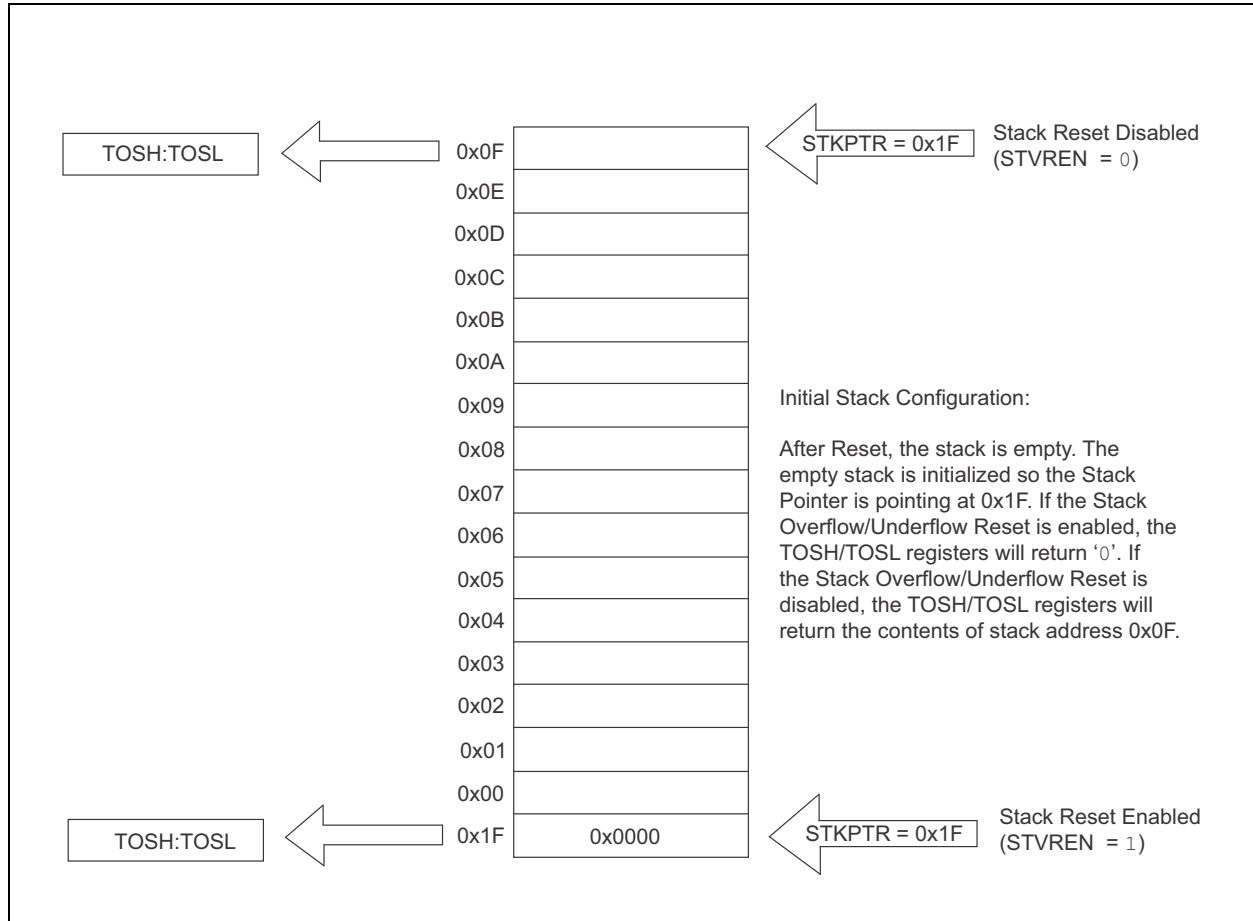 TOSH:TOSL
0x0F
STKPTR = 0x1F
Stack Reset Disabled
(STVREN = 0)
0x0E
0x0D
0x0C
0x0B
0x0A
0x09
0x08
0x07
0x06
0x05
0x04
0x03
0x02
0x01
0x00
Initial Stack Configuration:
After Reset, the stack is empty. The
empty stack is initialized so the Stack
Pointer is pointing at 0x1F. If the Stack
Overflow/Underflow Reset is enabled, the
TOSH/TOSL registers will return ‘0’. If
the Stack Overflow/Underflow Reset is
disabled, the TOSH/TOSL registers will
return the contents of stack address 0x0F.
TOSH:TOSL
0x1F
0x0000
STKPTR = 0x1F
Stack Reset Enabled
(STVREN = 1)